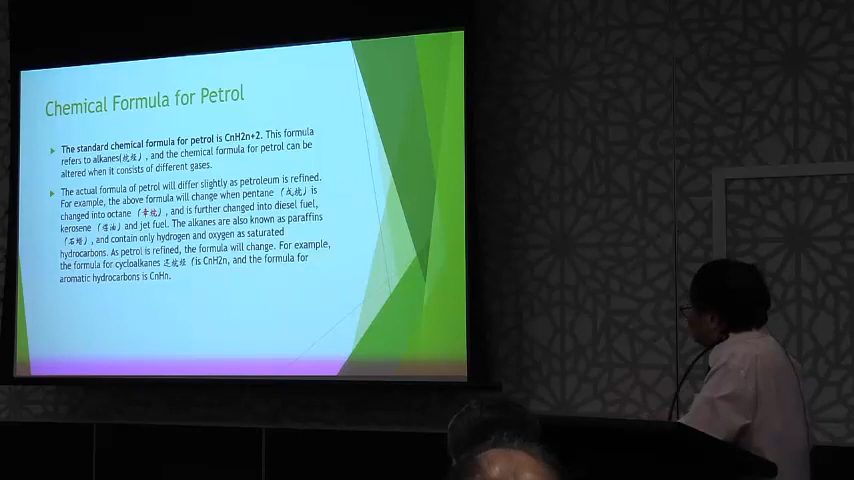 Chemical Formula for Petrol
The standard chemical formula for petrol is CnH2n+2. This formula
refers to alkanes(烷烃), and the chemical formula for petrol can be
altered when it consists of different gases.
The actual formula of petrol will differ slightly as petroleum is refined.
For example, the above formula will change when pentane (戊烷) is
changed into octane (辛烷), and is further changed into diesel fuel,
kerosene (煤油) and jet fuel. The alkanes are also known as paraffins
(石蜡), and contain only hydrogen and oxygen as saturated
hydrocarbons. As petrol is refined, the formula will change. For example,
the formula for cycloalkanes 烷烃 (is CnH2n, and the formula for
aromatic hydrocarbons is CnHn.